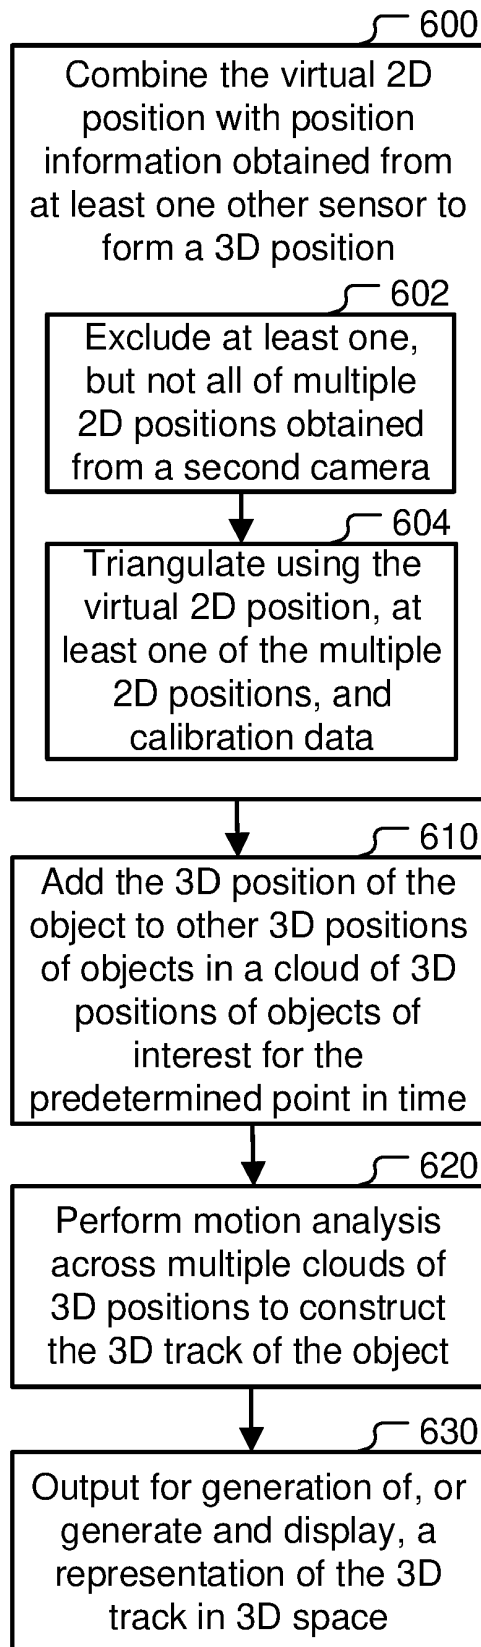 600
Combine the virtual 2D
position with position
information obtained from
at least one other sensor to
form a 3D position
602
Exclude at least one,
but not all of multiple
2D positions obtained
from a second camera
604
Triangulate using the
virtual 2D position, at
least one of the multiple
2D positions, and
calibration data
610
Add the 3D position of the
object to other 3D positions
of objects in a cloud of 3D
positions of objects of
interest for the
predetermined point in time
620
Perform motion analysis
across multiple clouds of
3D positions to construct
the 3D track of the object
630
Output for generation of, or
generate and display, a
representation of the 3D
track in 3D space